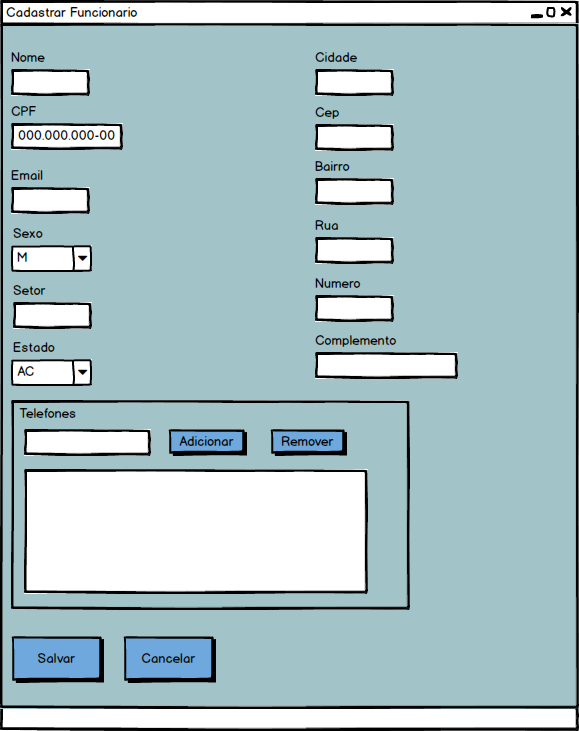 Cadastrar Funcionario
Nome
CPF
000.000.000-00
Email
Sexo
M
Setor
Estado
AC
Cidade
Cep
Bairro
Rua
Numero
Complemento
Telefones
Adicionar
Remover
Salvar
Cancelar